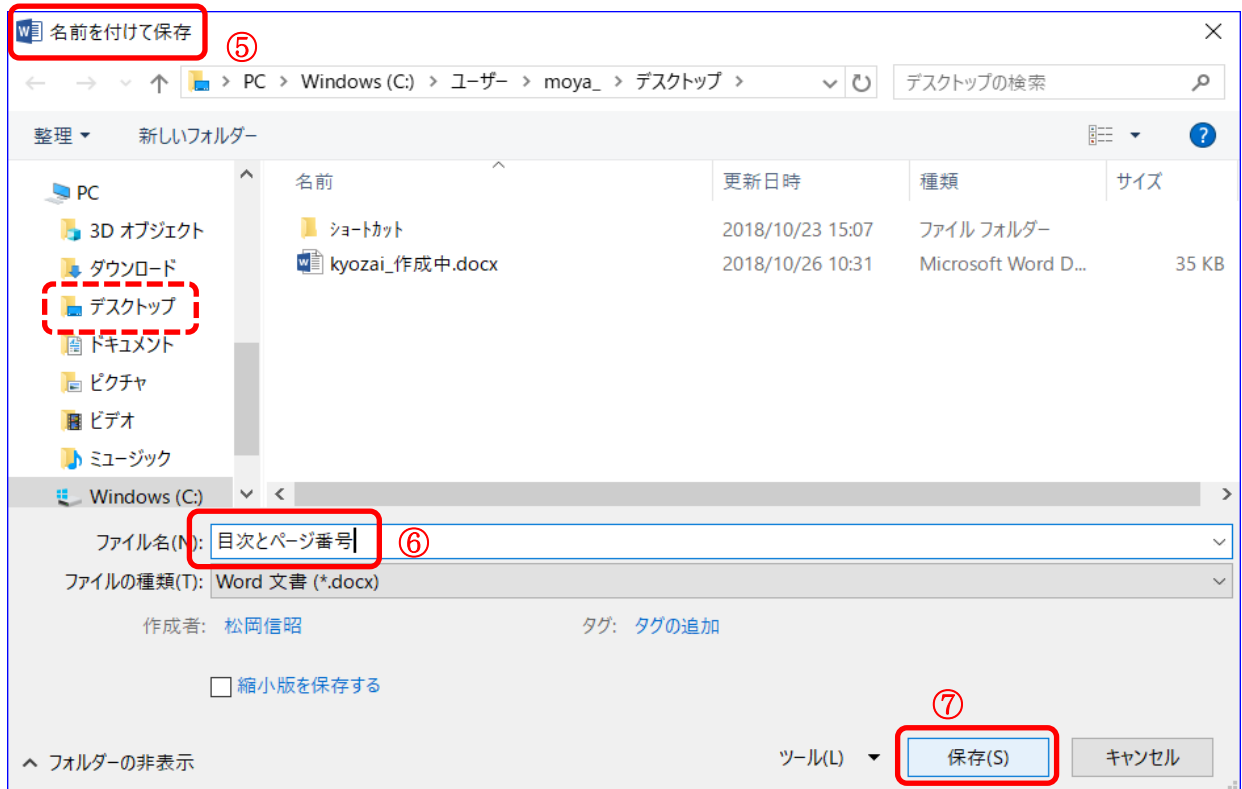 名前を付けて保存
⑤
PC > Windows (C:) > ユーザー > moya_ > デスクトップ >
デスクトップの検索
整理
新しいフォルダー
?
PC
3D オブジェクト
ダウンロード
デスクトップ
ドキュメント
ピクチャ
ビデオ
ミュージック
Windows (C:)
名前 更新日時 種類 サイズ
ショートカット 2018/10/23 15:07 ファイル フォルダー
kyozai_作成中.docx 2018/10/26 10:31 Microsoft Word D... 35 KB
ファイル名(N): 目次とページ番号
⑥
ファイルの種類(T): Word 文書 (*.docx)
作成者: 松岡信昭 タグ: タグの追加
縮小版を保存する
⑦
フォルダーの非表示
ツール(L) 保存(S) キャンセル